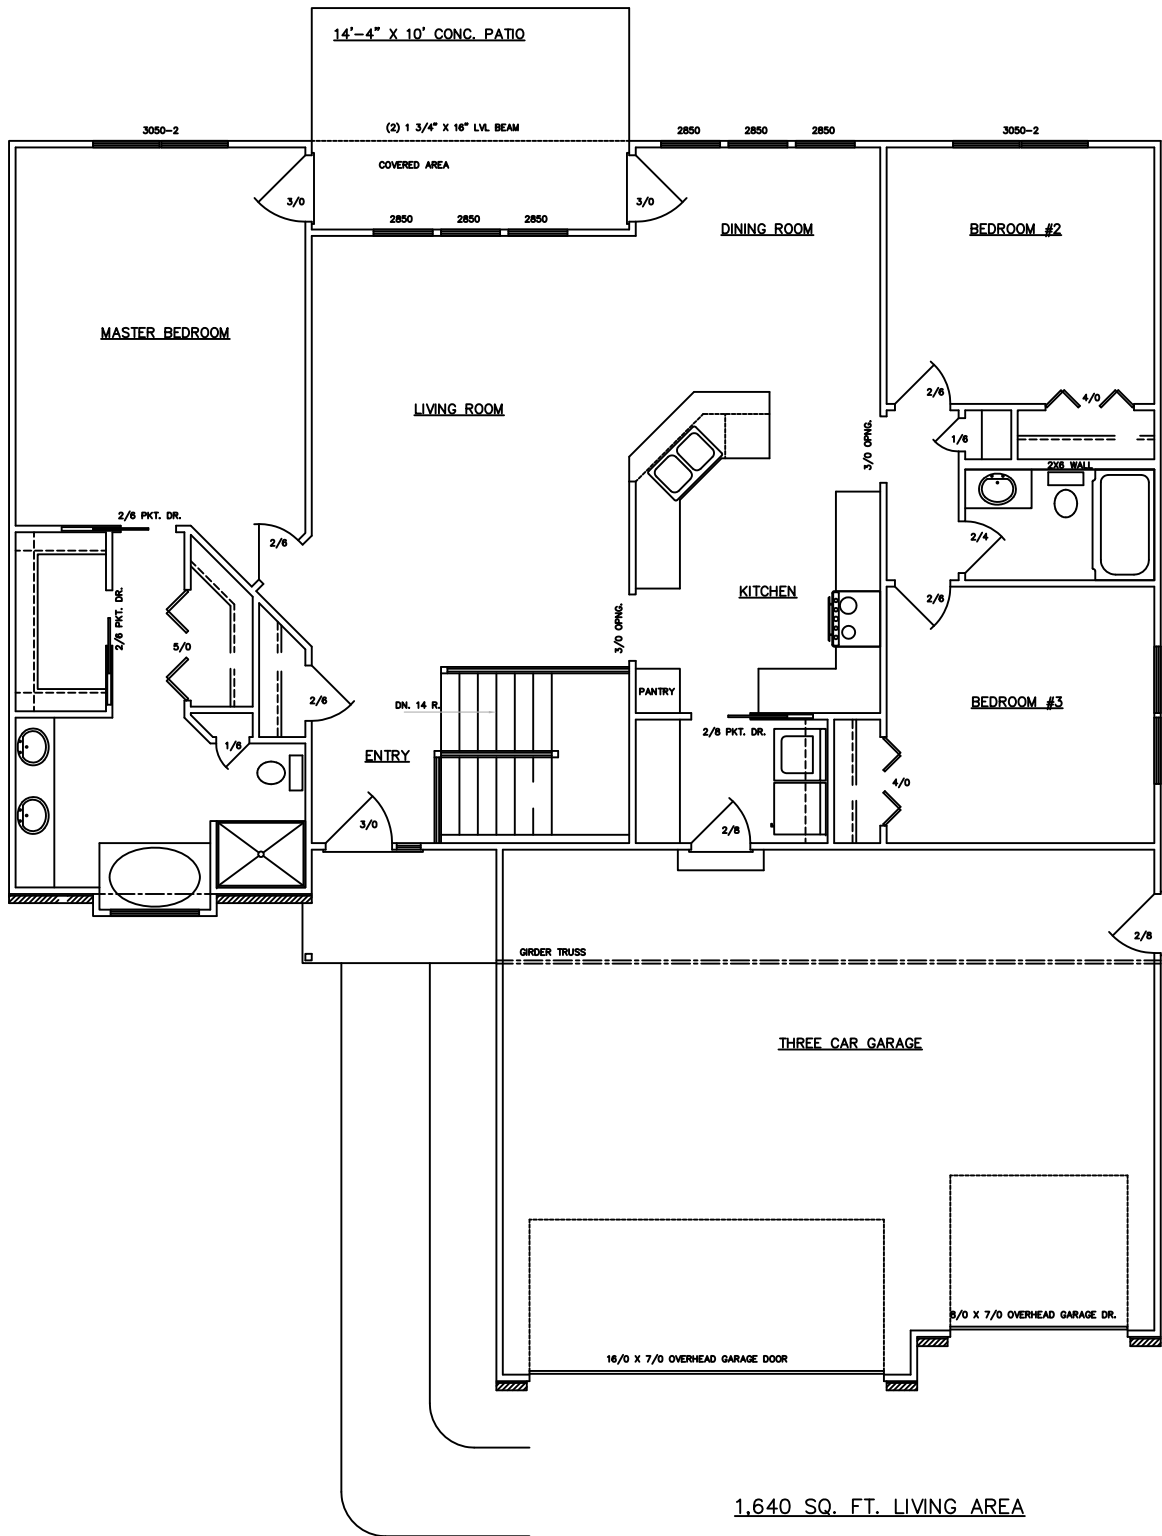 14'-4" X 10' CONC. PATIO
(2) 1 3/4" X 16" LVL BEAM
3050-2
2850
2850
2850
3050-2
COVERED AREA
3/0
3/0
2850
2850
2850
DINING ROOM
BEDROOM #2
MASTER BEDROOM
LIVING ROOM
2/6
4/0
1/6
3/0 OPNG.
2X6 WALL
2/6 PKT. DR.
2/6
2/4
KITCHEN
2/6
2/6 PKT. DR.
3/0 OPNG.
5/0
PANTRY
2/6
DN. 14 R.
BEDROOM #3
2/8 PKT. DR.
1/6
ENTRY
4/0
3/0
2/8
2/8
GIRDER TRUSS
THREE CAR GARAGE
8/0 X 7/0 OVERHEAD GARAGE DR.
16/0 X 7/0 OVERHEAD GARAGE DOOR
1,640 SQ. FT. LIVING AREA